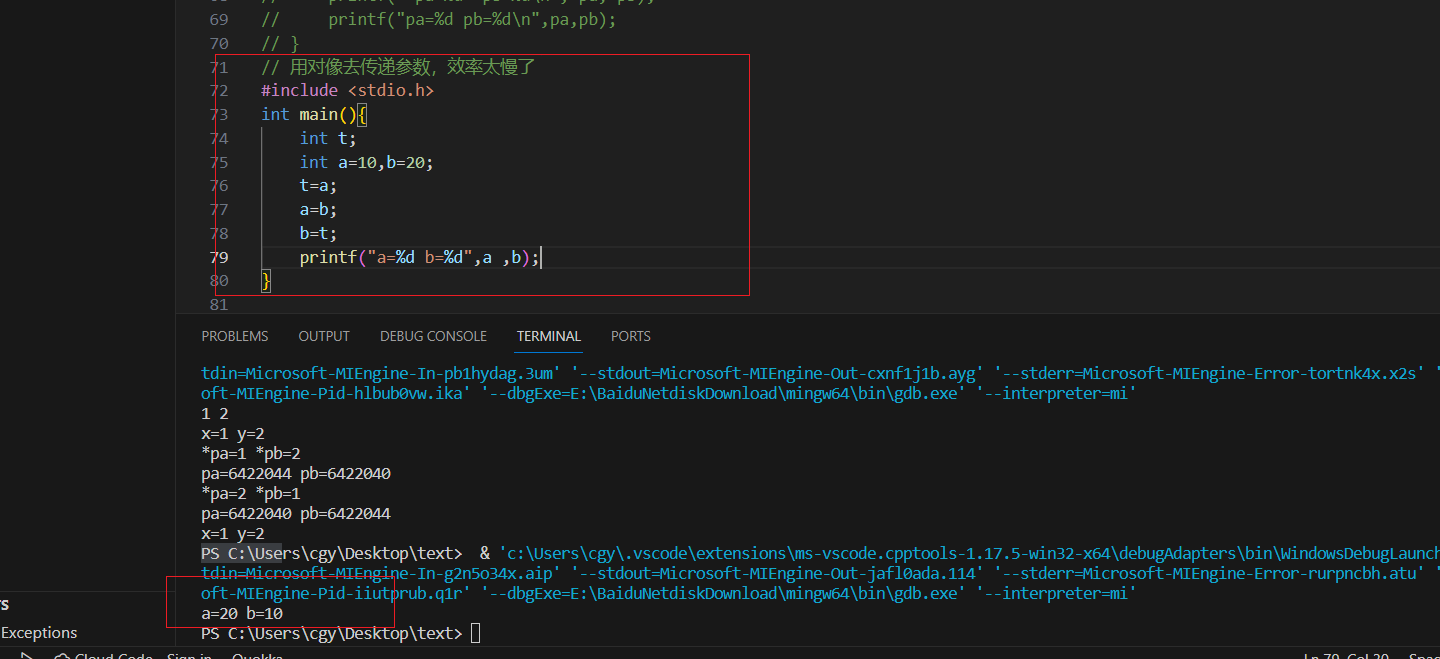 69 //     printf("pa=%d pb=%d\n",pa,pb);
70 // }
71 // 用对像去传递参数，效率太慢了
72 #include <stdio.h>
73 int main(){
74     int t;
75     int a=10,b=20;
76     t=a;
77     a=b;
78     b=t;
79     printf("a=%d b=%d",a ,b);
80 }
81
PROBLEMS OUTPUT DEBUG CONSOLE TERMINAL PORTS
tdin=Microsoft-MIEngine-In-pb1hydag.3um' '--stdout=Microsoft-MIEngine-Out-cxnf1j1b.ayg' '--stderr=Microsoft-MIEngine-Error-tortnk4x.x2s' '
oft-MIEngine-Pid-hlbub0vw.ika' '--dbgExe=E:\BaiduNetdiskDownload\mingw64\bin\gdb.exe' '--interpreter=mi'
1 2
x=1 y=2
*pa=1 *pb=2
pa=6422044 pb=6422040
*pa=2 *pb=1
pa=6422040 pb=6422044
x=1 y=2
PS C:\Users\cgy\Desktop\text>  & 'c:\Users\cgy\.vscode\extensions\ms-vscode.cpptools-1.17.5-win32-x64\debugAdapters\bin\WindowsDebugLaunch
tdin=Microsoft-MIEngine-In-g2n5o34x.aip' '--stdout=Microsoft-MIEngine-Out-jafl0ada.114' '--stderr=Microsoft-MIEngine-Error-rurpncbh.atu' '
oft-MIEngine-Pid-iiutprub.q1r' '--dbgExe=E:\BaiduNetdiskDownload\mingw64\bin\gdb.exe' '--interpreter=mi'
a=20 b=10
PS C:\Users\cgy\Desktop\text>
rs
Exceptions
Cloud Code Sign in Quokka Ln 79, Col 30